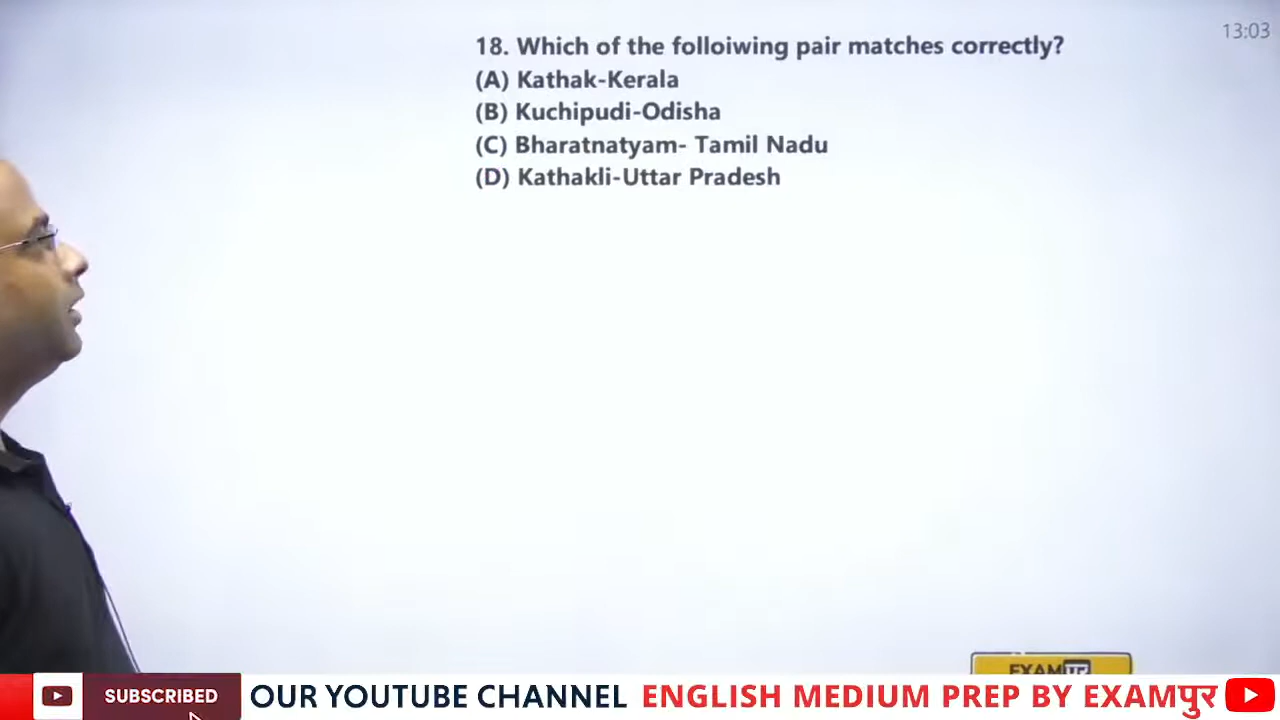 13:03
18. Which of the folloiwing pair matches correctly?
(A) Kathak-Kerala
(B) Kuchipudi-Odisha
(C) Bharatnatyam- Tamil Nadu
(D) Kathakli-Uttar Pradesh
EXAMपुर
SUBSCRIBED
OUR YOUTUBE CHANNEL ENGLISH MEDIUM PREP BY EXAMपुर